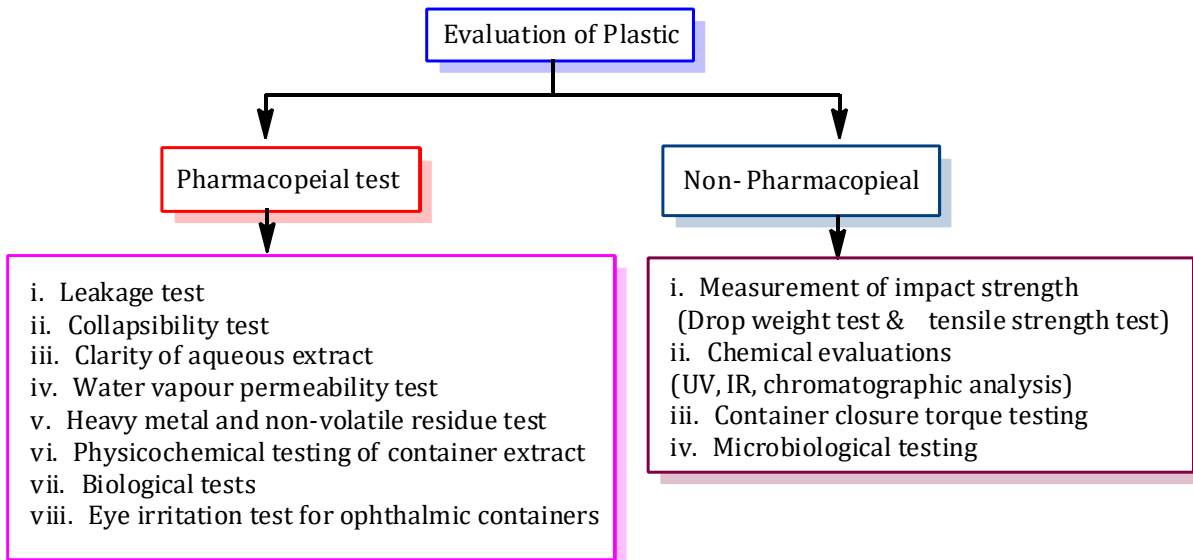 Evaluation of Plastic
Pharmacopeial test
Non- Pharmacopieal
i. Leakage test
ii. Collapsibility test
iii. Clarity of aqueous extract
iv. Water vapour permeability test
v. Heavy metal and non-volatile residue test
vi. Physicochemical testing of container extract
vii. Biological tests
viii. Eye irritation test for ophthalmic containers
i. Measurement of impact strength
(Drop weight test & tensile strength test)
ii. Chemical evaluations
(UV, IR, chromatographic analysis)
iii. Container closure torque testing
iv. Microbiological testing